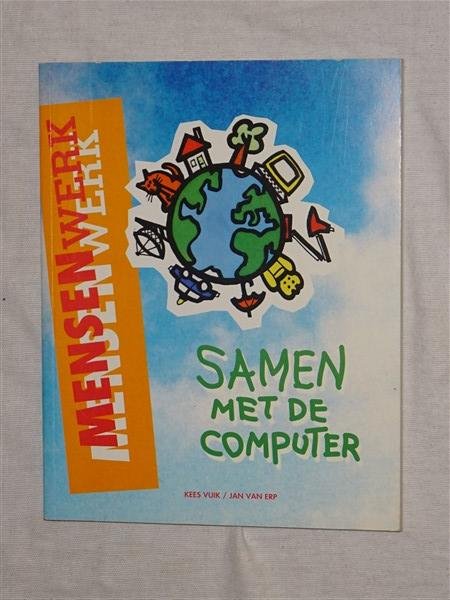 MENSENWERK
SAMEN
MET DE
COMPUTER
KEES VUIK / JAN VAN ERP